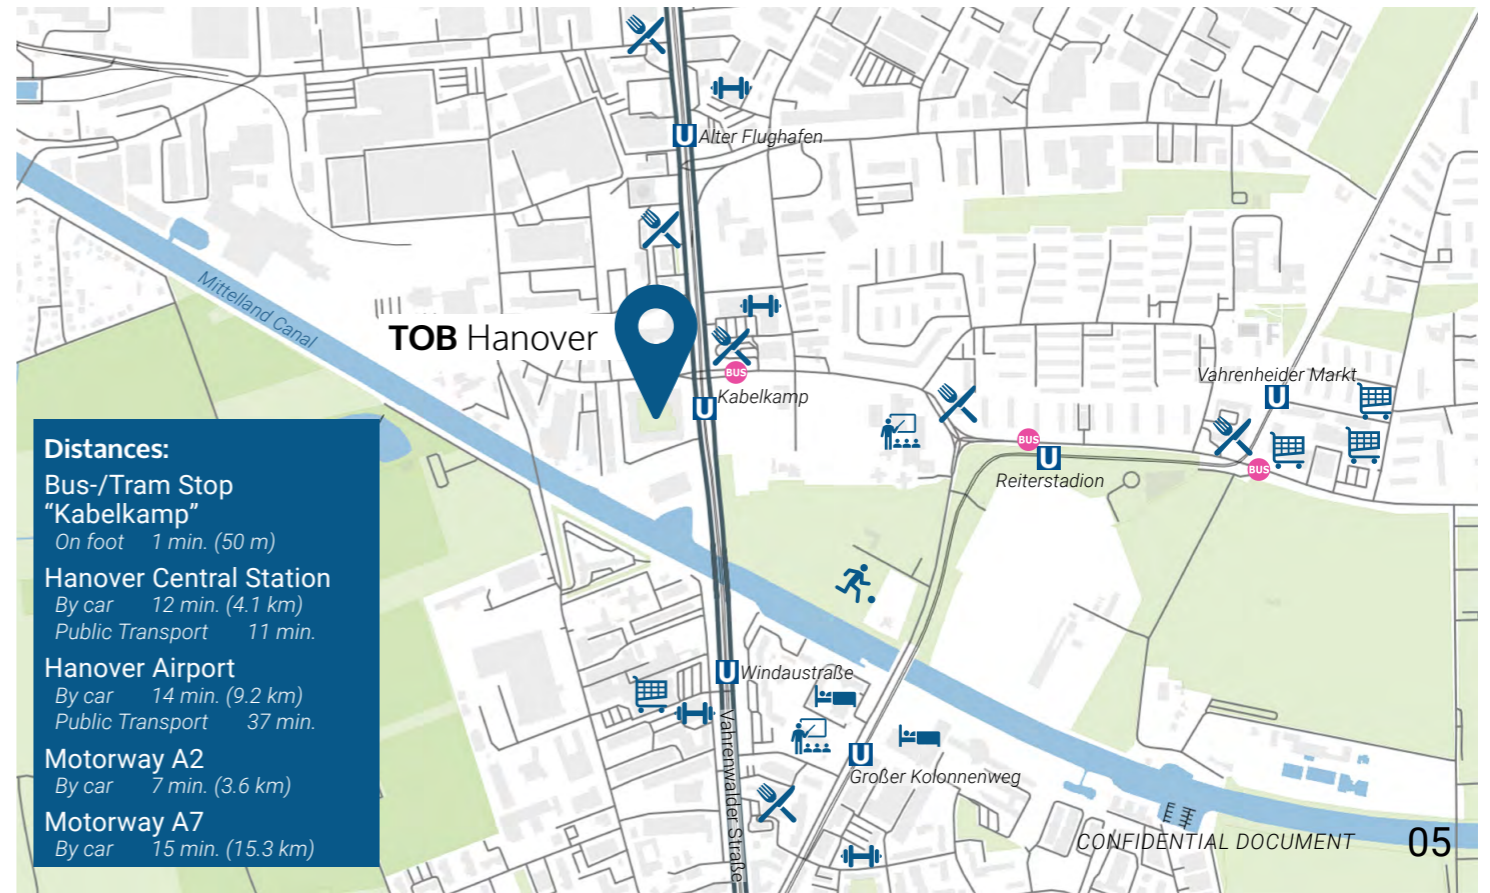 U Alter Flughafen
Mittelland Canal
TOB Hanover
BUS
U Kabelkamp
Vahrenheider Markt
U
BUS
U
Reiterstadion
BUS
Distances:
Bus-/Tram Stop
“Kabelkamp”
On foot 1 min. (50 m)
Hanover Central Station
By car 12 min. (4.1 km)
Public Transport 11 min.
Hanover Airport
By car 14 min. (9.2 km)
Public Transport 37 min.
Motorway A2
By car 7 min. (3.6 km)
Motorway A7
By car 15 min. (15.3 km)
U Windaustraße
Vahrenwalder Straße
U
Großer Kolonnenweg
CONFIDENTIAL DOCUMENT 05